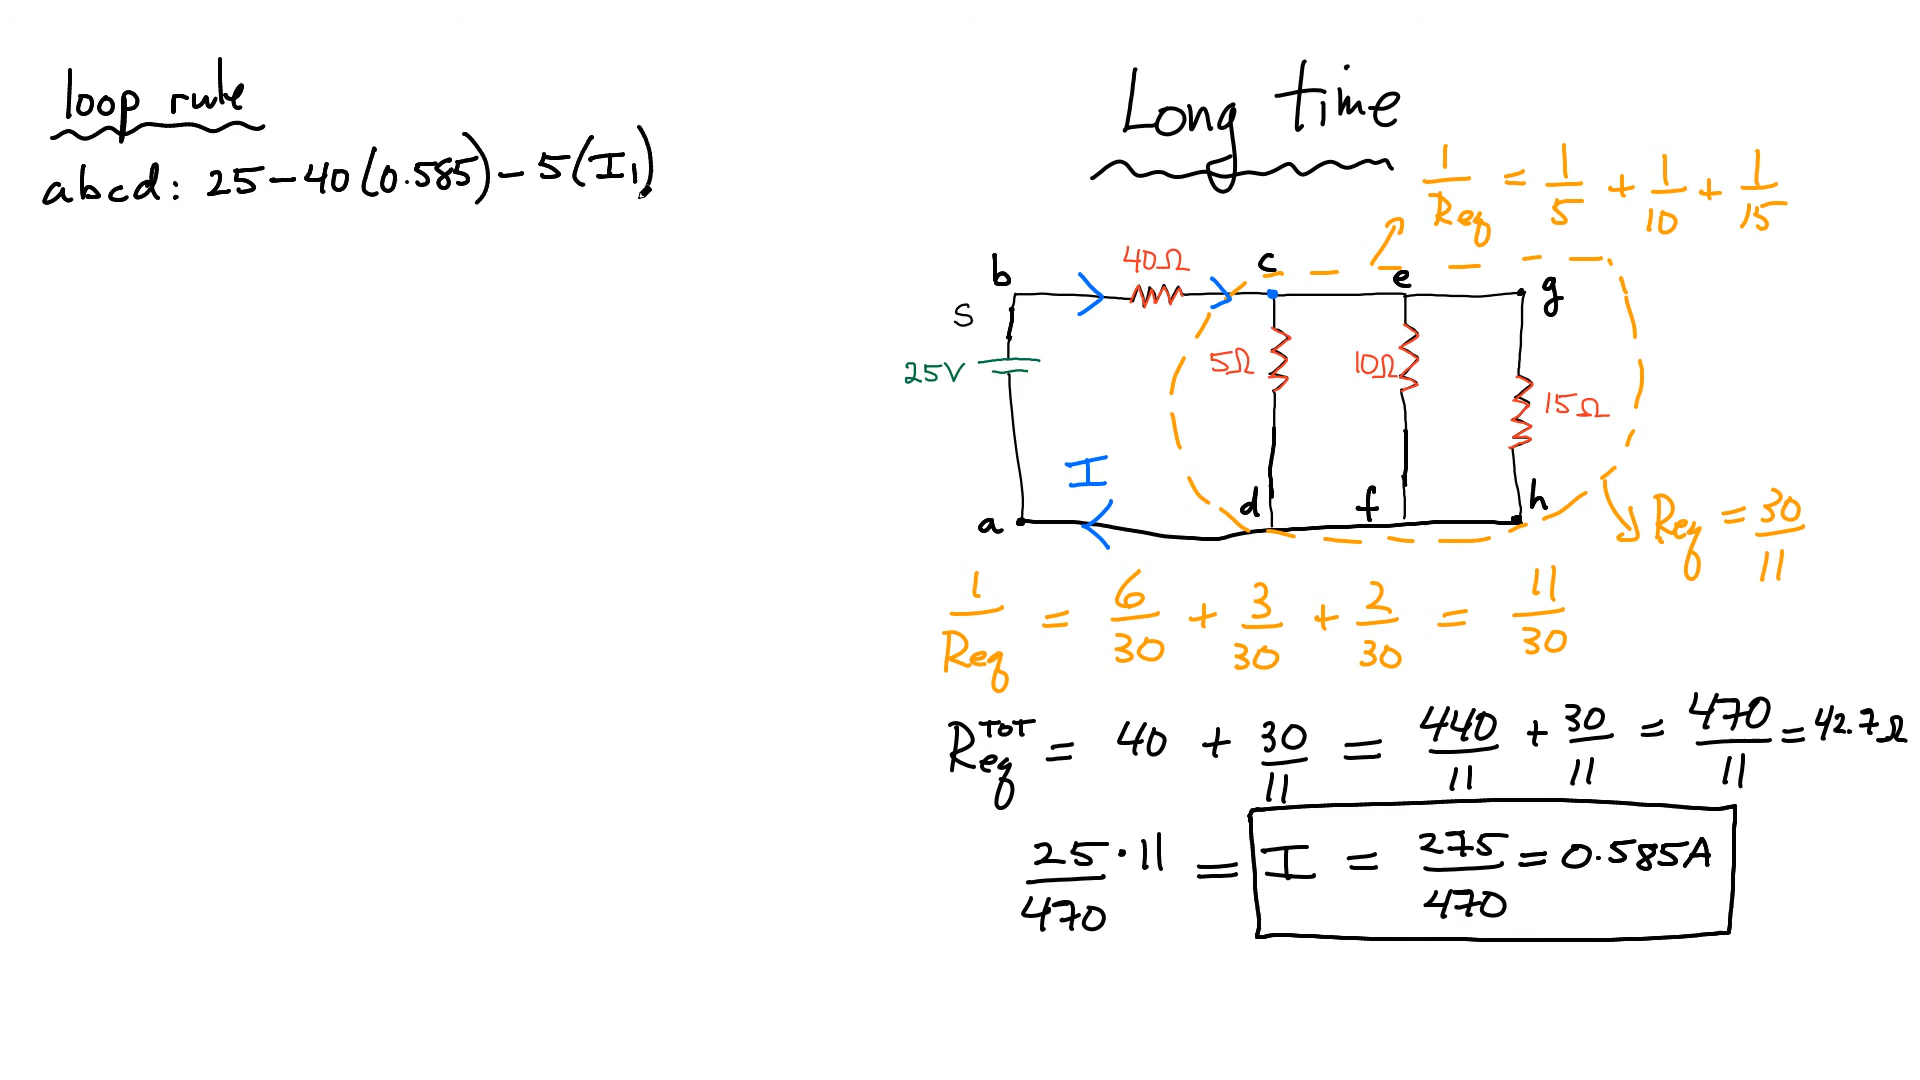 loop rule
abcd: 25 - 40 (0.585) - 5 (I₁)
Long time
1/Req = 1/5 + 1/10 + 1/15
b 40Ω c e g
S
25V 5Ω 10Ω 15Ω
I
a d f h
Req = 30/11
1/Req = 6/30 + 3/30 + 2/30 = 11/30
Req^TOT = 40 + 30/11 = 440/11 + 30/11 = 470/11 = 42.7Ω
25/470 · 11 = I = 275/470 = 0.585A